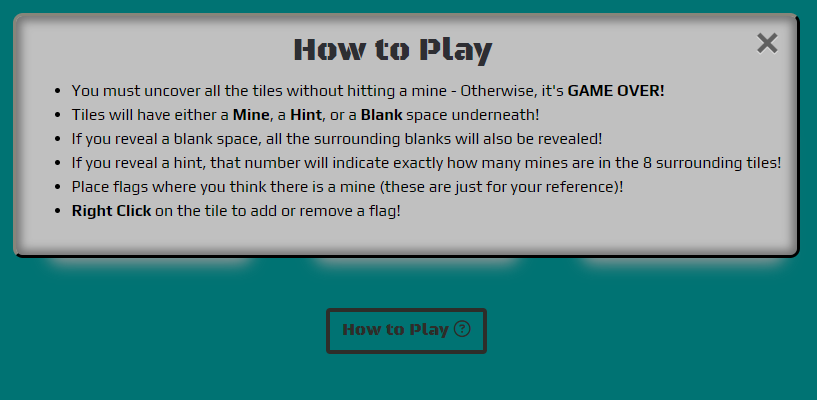 How to Play
You must uncover all the tiles without hitting a mine - Otherwise, it's GAME OVER!
Tiles will have either a Mine, a Hint, or a Blank space underneath!
If you reveal a blank space, all the surrounding blanks will also be revealed!
If you reveal a hint, that number will indicate exactly how many mines are in the 8 surrounding tiles!
Place flags where you think there is a mine (these are just for your reference)!
Right Click on the tile to add or remove a flag!
How to Play ?